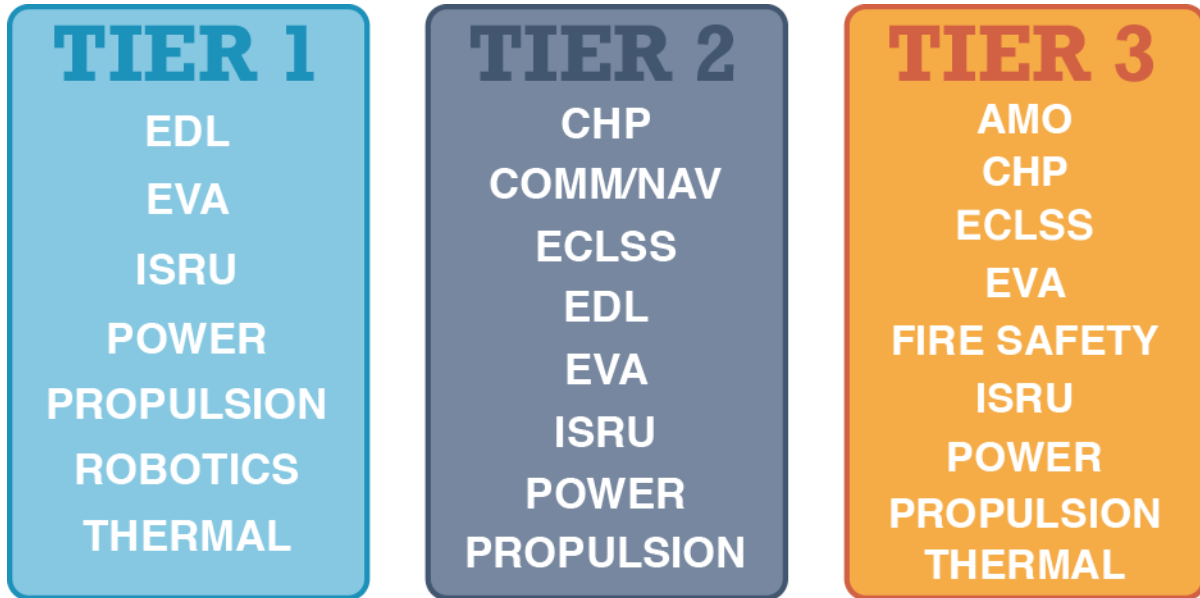 TIER 1
EDL
EVA
ISRU
POWER
PROPULSION
ROBOTICS
THERMAL
TIER 2
CHP
COMM/NAV
ECLSS
EDL
EVA
ISRU
POWER
PROPULSION
TIER 3
AMO
CHP
ECLSS
EVA
FIRE SAFETY
ISRU
POWER
PROPULSION
THERMAL